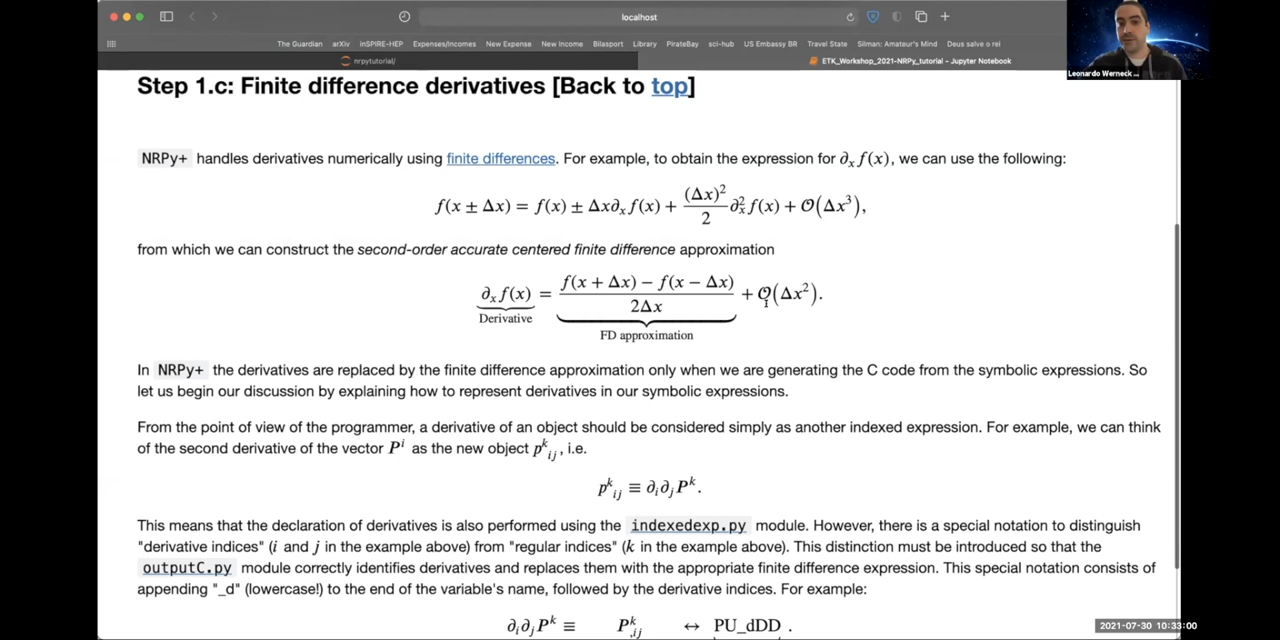 localhost
The Guardian arXiv inSPIRE-HEP Expenses/Incomes New Expense New Income Bilasport Library PirateBay sci-hub US Embassy BR Travel State Silman: Amateur's Mind Deus salve o rei
nrpytutorial/ ETK_Workshop_2021-NRPy_tutorial - Jupyter Notebook
Leonardo Werneck ...
Step 1.c: Finite difference derivatives [Back to top]
NRPy+ handles derivatives numerically using finite differences. For example, to obtain the expression for ∂ₓ f(x), we can use the following:
f(x ± Δx) = f(x) ± Δx∂ₓ f(x) + (Δx)²/2 ∂ₓ² f(x) + 𝒪(Δx³),
from which we can construct the second-order accurate centered finite difference approximation
∂ₓ f(x) = f(x + Δx) − f(x − Δx) / 2Δx + 𝒪(Δx²).
Derivative
FD approximation
In NRPy+ the derivatives are replaced by the finite difference approximation only when we are generating the C code from the symbolic expressions. So
let us begin our discussion by explaining how to represent derivatives in our symbolic expressions.
From the point of view of the programmer, a derivative of an object should be considered simply as another indexed expression. For example, we can think
of the second derivative of the vector Pⁱ as the new object pᵏᵢⱼ, i.e.
pᵏᵢⱼ ≡ ∂ᵢ∂ⱼPᵏ.
This means that the declaration of derivatives is also performed using the indexedexp.py module. However, there is a special notation to distinguish
"derivative indices" (i and j in the example above) from "regular indices" (k in the example above). This distinction must be introduced so that the
outputC.py module correctly identifies derivatives and replaces them with the appropriate finite difference expression. This special notation consists of
appending "_d" (lowercase!) to the end of the variable's name, followed by the derivative indices. For example:
∂ᵢ∂ⱼPᵏ ≡ Pᵏ,ᵢⱼ ↔ PU_dDD .
2021-07-30 10:33:00